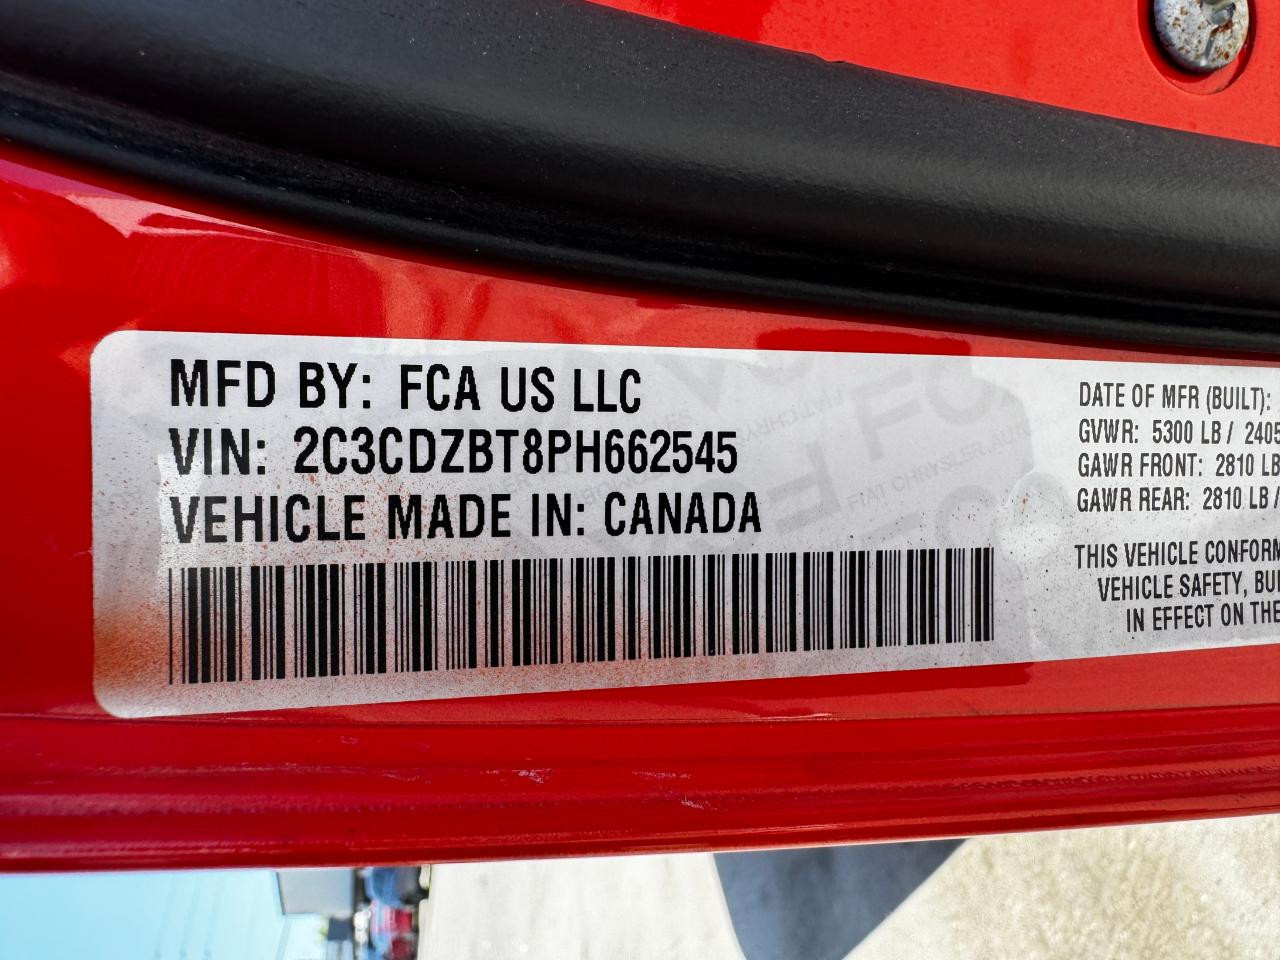 MFD BY: FCA US LLC
VIN: 2C3CDZBT8PH662545
VEHICLE MADE IN: CANADA
DATE OF MFR (BUILT):
GVWR: 5300 LB / 2405
GAWR FRONT: 2810 LB
GAWR REAR: 2810 LB /
THIS VEHICLE CONFORM
VEHICLE SAFETY, BU
IN EFFECT ON THE